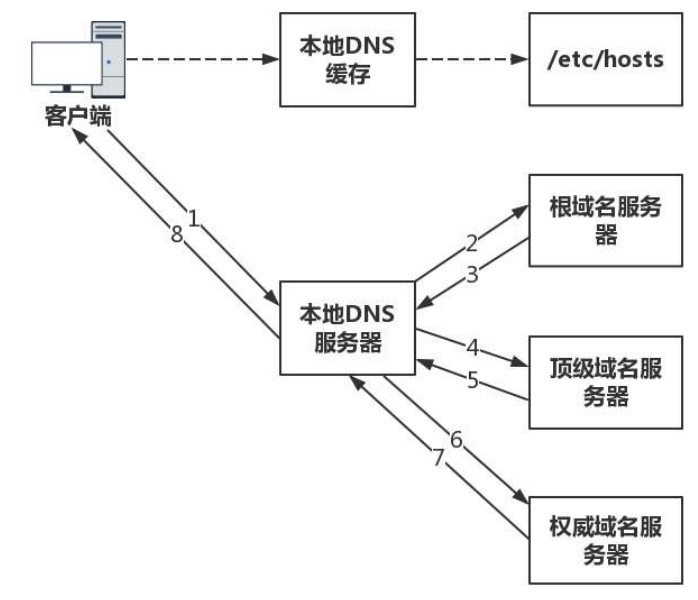 本地DNS
缓存
/etc/hosts
客户端
1
8
2
3
根域名服务
器
本地DNS
服务器
4
5
顶级域名服
务器
6
7
权威域名服
务器